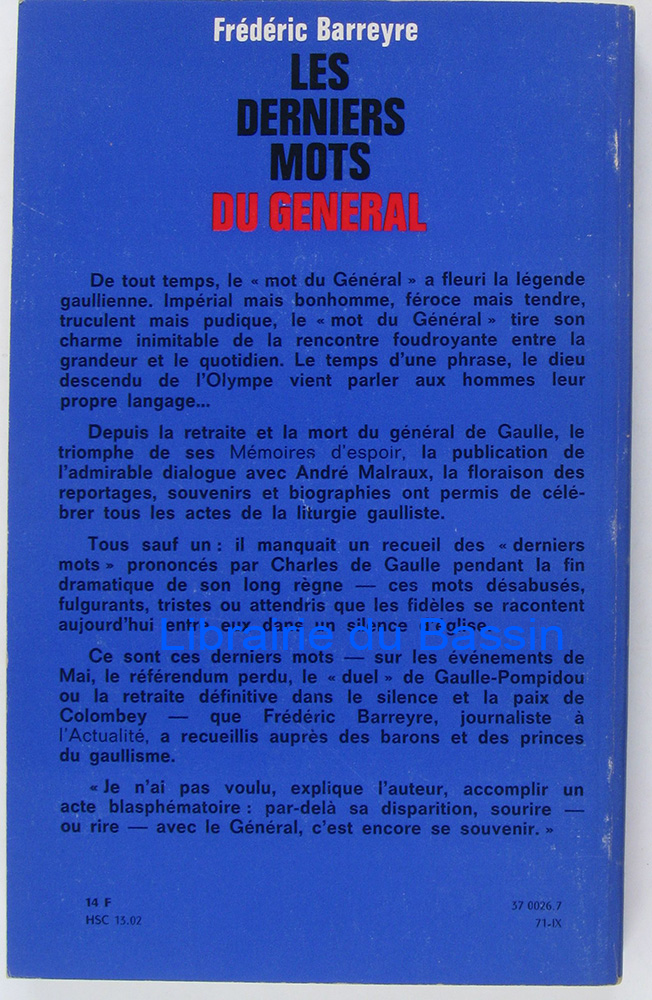 Frédéric Barreyre
LES
DERNIERS
MOTS
DU GENERAL
De tout temps, le « mot du Général » a fleuri la légende
gaullienne. Impérial mais bonhomme, féroce mais tendre,
truculent mais pudique, le « mot du Général » tire son
charme inimitable de la rencontre foudroyante entre la
grandeur et le quotidien. Le temps d'une phrase, le dieu
descendu de l'Olympe vient parler aux hommes leur
propre langage...
Depuis la retraite et la mort du général de Gaulle, le
triomphe de ses Mémoires d'espoir, la publication de
l'admirable dialogue avec André Malraux, la floraison des
reportages, souvenirs et biographies ont permis de célé-
brer tous les actes de la liturgie gaulliste.
Tous sauf un : il manquait un recueil des « derniers
mots » prononcés par Charles de Gaulle pendant la fin
dramatique de son long règne — ces mots désabusés,
fulgurants, tristes ou attendris que les fidèles se racontent
aujourd'hui entre eux dans un silence d'église.
Librairie du Bassin
Ce sont ces derniers mots — sur les événements de
Mai, le référendum perdu, le « duel » de Gaulle-Pompidou
ou la retraite définitive dans le silence et la paix de
Colombey — que Frédéric Barreyre, journaliste à
l'Actualité, a recueillis auprès des barons et des princes
du gaullisme.
« Je n'ai pas voulu, explique l'auteur, accomplir un
acte blasphématoire : par-delà sa disparition, sourire —
ou rire — avec le Général, c'est encore se souvenir. »
14 F
HSC 13.02
37 0026.7
71-IX